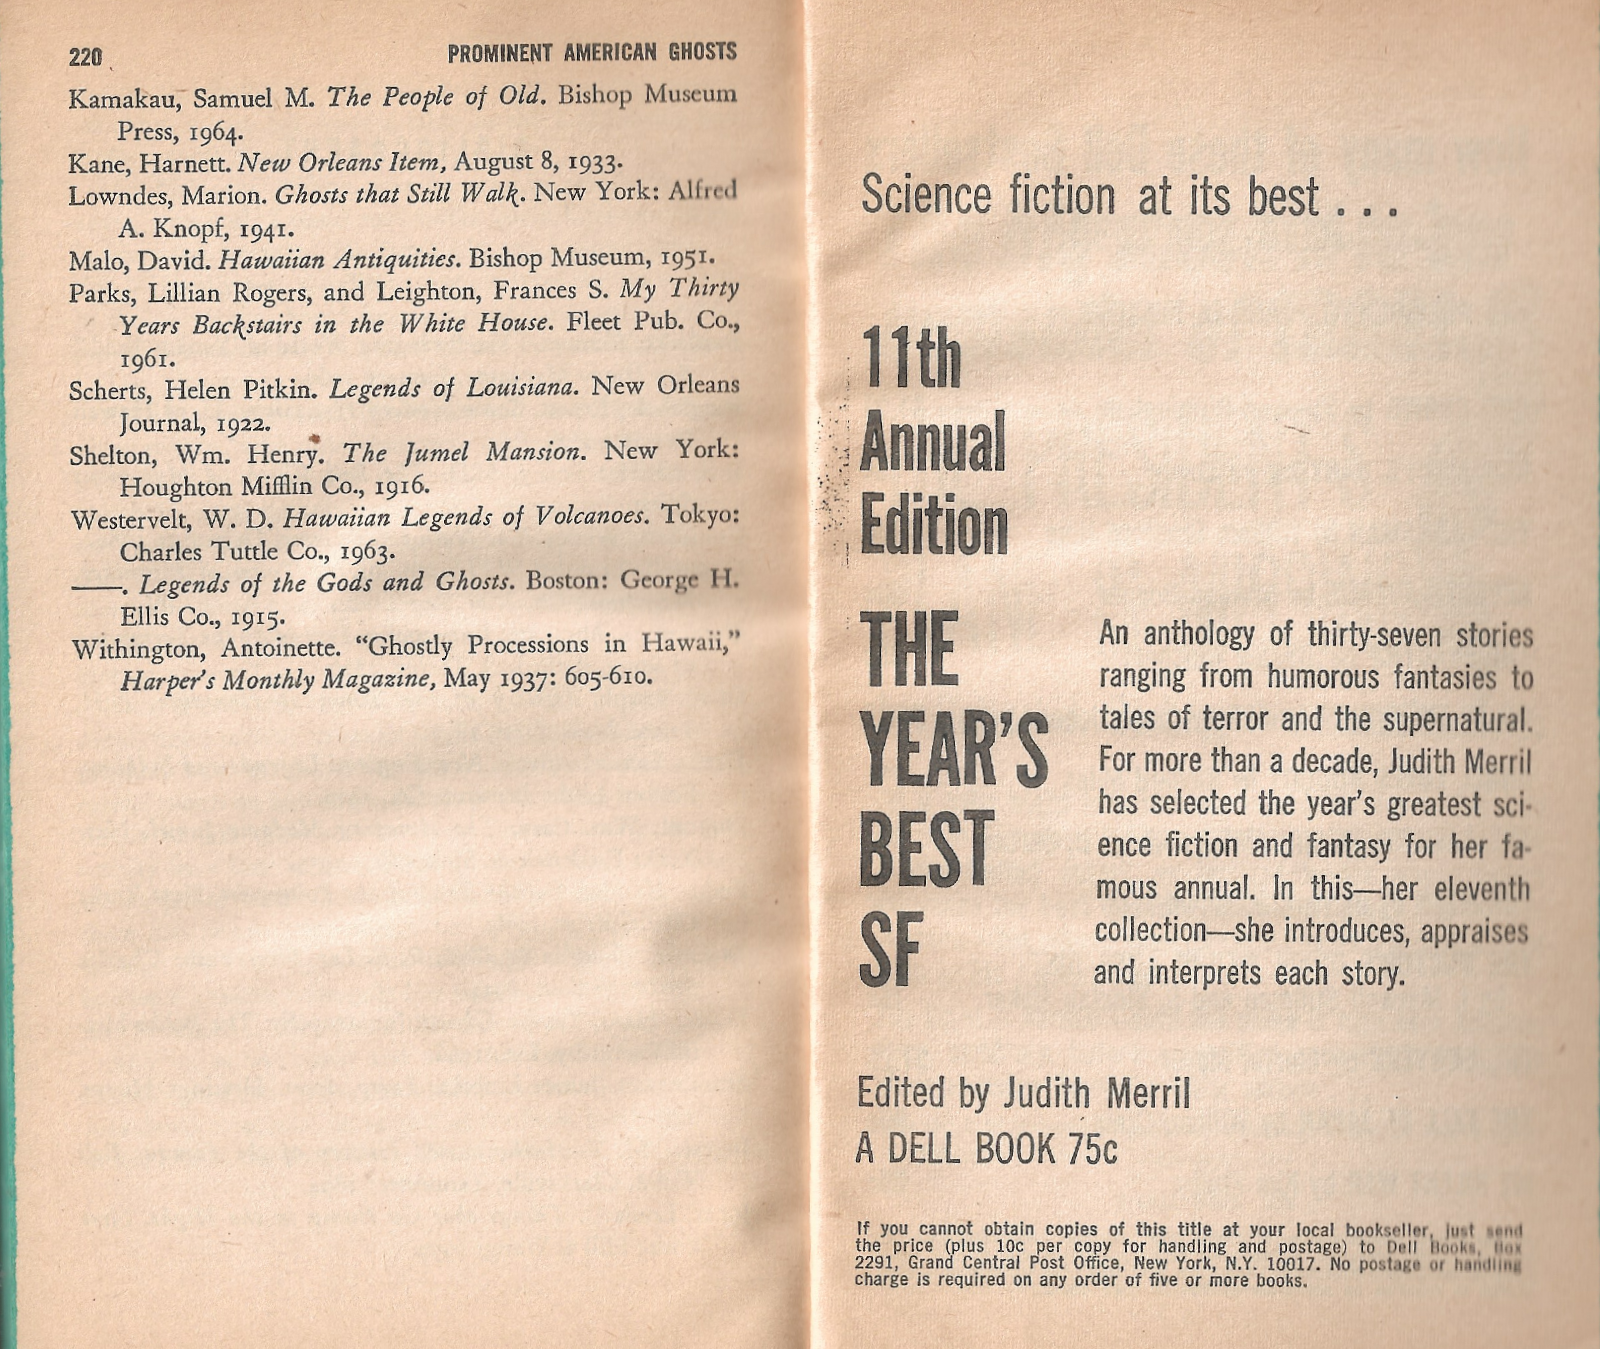 220 PROMINENT AMERICAN GHOSTS
Kamakau, Samuel M. The People of Old. Bishop Museum
Press, 1964.
Kane, Harnett. New Orleans Item, August 8, 1933.
Lowndes, Marion. Ghosts that Still Walk. New York: Alfred
A. Knopf, 1941.
Malo, David. Hawaiian Antiquities. Bishop Museum, 1951.
Parks, Lillian Rogers, and Leighton, Frances S. My Thirty
Years Backstairs in the White House. Fleet Pub. Co.,
1961.
Scherts, Helen Pitkin. Legends of Louisiana. New Orleans
Journal, 1922.
Shelton, Wm. Henry. The Jumel Mansion. New York:
Houghton Mifflin Co., 1916.
Westervelt, W. D. Hawaiian Legends of Volcanoes. Tokyo:
Charles Tuttle Co., 1963.
——. Legends of the Gods and Ghosts. Boston: George H.
Ellis Co., 1915.
Withington, Antoinette. “Ghostly Processions in Hawaii,”
Harper's Monthly Magazine, May 1937: 605-610.
Science fiction at its best . . .
11th
Annual
Edition
THE
YEAR'S
BEST
SF
An anthology of thirty-seven stories
ranging from humorous fantasies to
tales of terror and the supernatural.
For more than a decade, Judith Merril
has selected the year's greatest sci-
ence fiction and fantasy for her fa-
mous annual. In this—her eleventh
collection—she introduces, appraises
and interprets each story.
Edited by Judith Merril
A DELL BOOK 75c
If you cannot obtain copies of this title at your local bookseller, just send
the price (plus 10c per copy for handling and postage) to Dell Books, Box
2291, Grand Central Post Office, New York, N.Y. 10017. No postage or handling
charge is required on any order of five or more books.